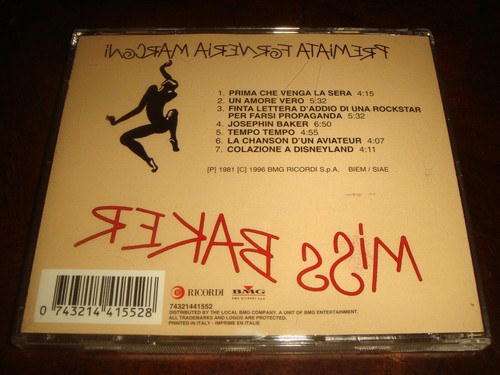 PREMIATA FORNERIA MARCONI
1. PRIMA CHE VENGA LA SERA 4:15
2. UN AMORE VERO 5:32
3. FINTA LETTERA D'ADDIO DI UNA ROCKSTAR
PER FARSI PROPAGANDA 5:32
4. JOSEPHIN BAKER 6:50
5. TEMPO TEMPO 4:55
6. LA CHANSON D'UN AVIATEUR 4:07
7. COLAZIONE A DISNEYLAND 4:11
[P] 1981 [C] 1996 BMG RICORDI S.p.A. BIEM / SIAE
MISS BAKER
0 743214 415528
RICORDI BMG
BMG RICORDI S.p.A.
74321441552
DISTRIBUTED BY THE LOCAL BMG COMPANY. A UNIT OF BMG ENTERTAINMENT.
ALL TRADEMARKS AND LOGOS ARE PROTECTED.
PRINTED IN ITALY - IMPRIME EN ITALIE